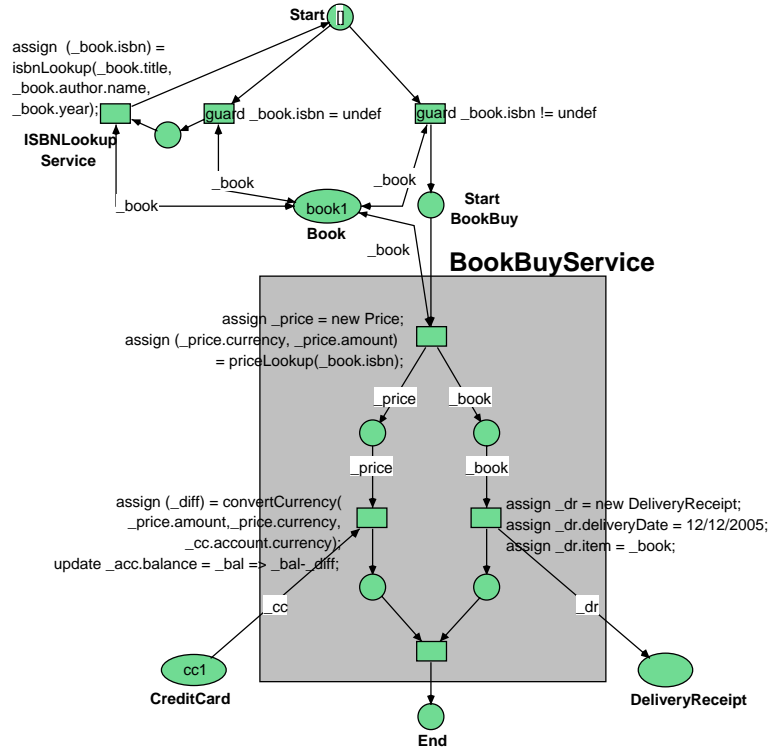 Start
[]
assign (_book.isbn) =
isbnLookup(_book.title,
_book.author.name,
_book.year);
guard _book.isbn = undef
guard _book.isbn != undef
ISBNLookup
Service
_book
_book
_book
book1
Book
Start
BookBuy
_book
BookBuyService
assign _price = new Price;
assign (_price.currency, _price.amount)
= priceLookup(_book.isbn);
_price
_book
_price
_book
assign (_diff) = convertCurrency(
_price.amount,_price.currency,
_cc.account.currency);
update _acc.balance = _bal => _bal-_diff;
assign _dr = new DeliveryReceipt;
assign _dr.deliveryDate = 12/12/2005;
assign _dr.item = _book;
_cc
_dr
cc1
CreditCard
DeliveryReceipt
End